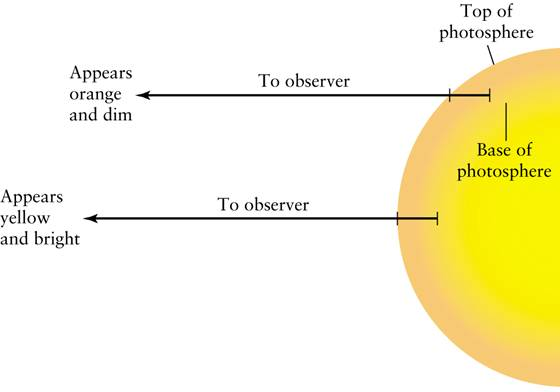 Top of
photosphere
Appears
orange
and dim
To observer
Base of
photosphere
Appears
yellow
and bright
To observer